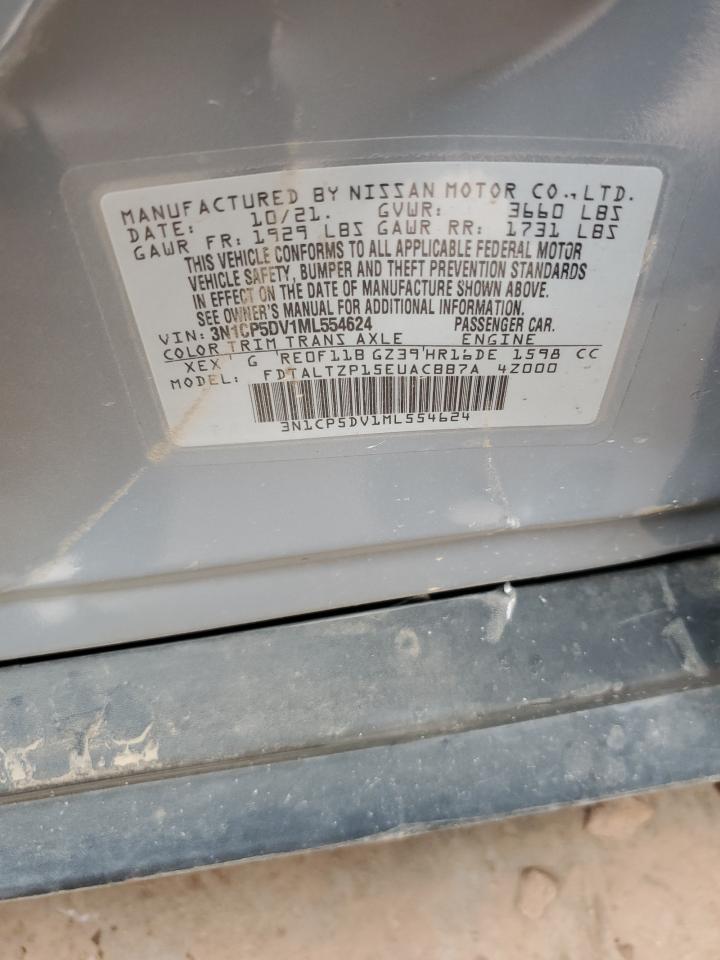 MANUFACTURED BY NISSAN MOTOR CO., LTD.
DATE: 10/21. GVWR: 3660 LBS
GAWR FR: 1929 LBS GAWR RR: 1731 LBS
THIS VEHICLE CONFORMS TO ALL APPLICABLE FEDERAL MOTOR
VEHICLE SAFETY, BUMPER AND THEFT PREVENTION STANDARDS
IN EFFECT ON THE DATE OF MANUFACTURE SHOWN ABOVE.
SEE OWNER'S MANUAL FOR ADDITIONAL INFORMATION.
VIN: 3N1CP5DV1ML554624 PASSENGER CAR.
COLOR TRIM TRANS AXLE ENGINE
XEX G RE0F11B GZ39 HR16DE 1598 CC
MODEL: FDTALTZP15EUACBB7A 4Z000
3N1CP5DV1ML554624